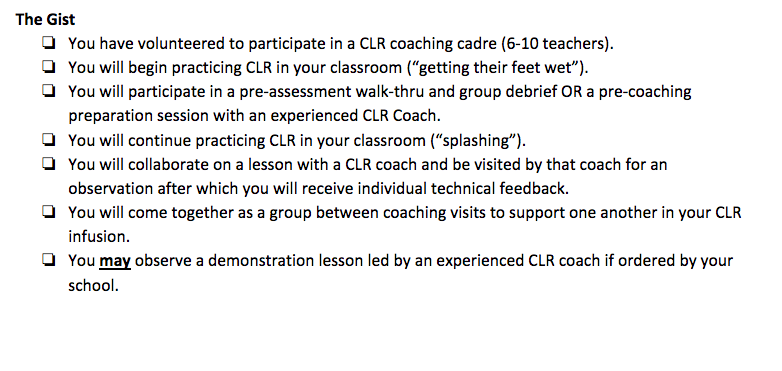 The Gist
❏ You have volunteered to participate in a CLR coaching cadre (6-10 teachers).
❏ You will begin practicing CLR in your classroom (“getting their feet wet”).
❏ You will participate in a pre-assessment walk-thru and group debrief OR a pre-coaching
preparation session with an experienced CLR Coach.
❏ You will continue practicing CLR in your classroom (“splashing”).
❏ You will collaborate on a lesson with a CLR coach and be visited by that coach for an
observation after which you will receive individual technical feedback.
❏ You will come together as a group between coaching visits to support one another in your CLR
infusion.
❏ You may observe a demonstration lesson led by an experienced CLR coach if ordered by your
school.